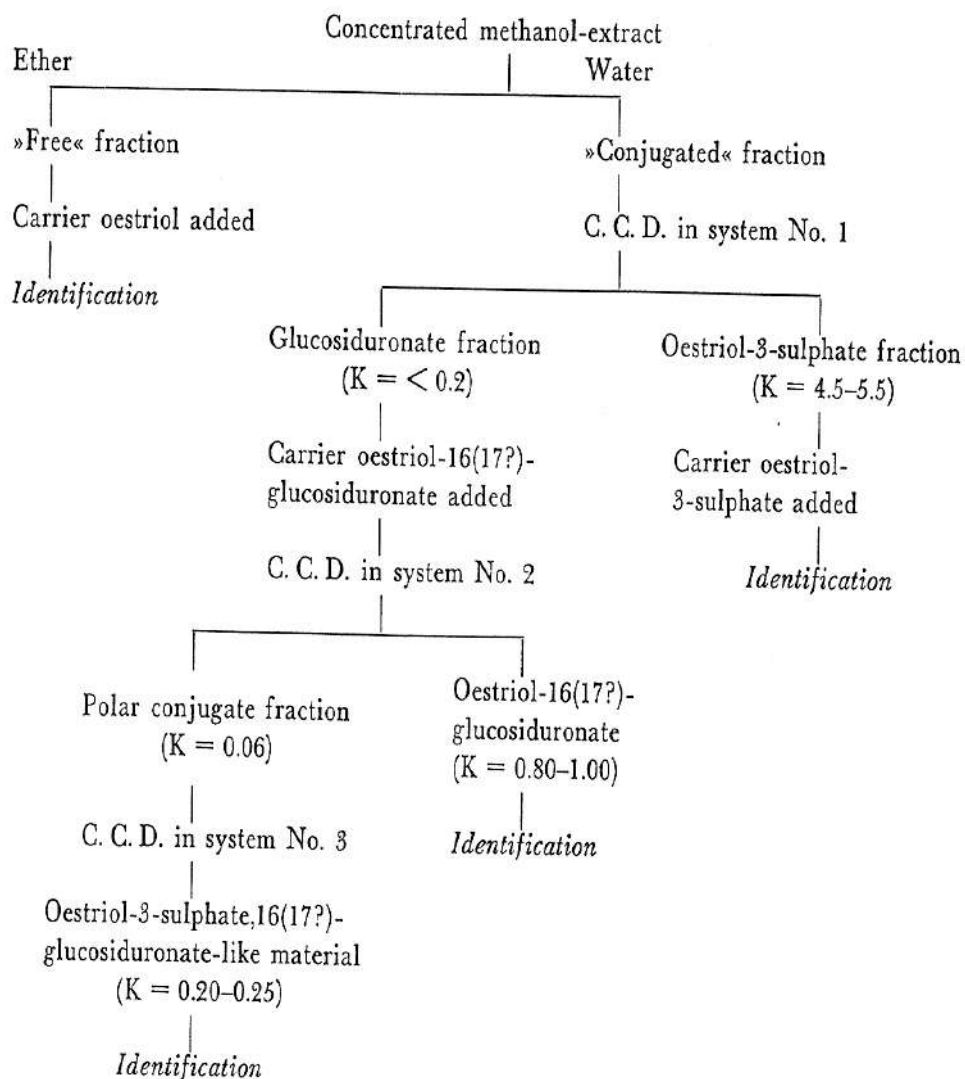 Concentrated methanol-extract
Ether
Water
»Free« fraction
»Conjugated« fraction
Carrier oestriol added
C. C. D. in system No. 1
Identification
Glucosiduronate fraction
(K = < 0.2)
Oestriol-3-sulphate fraction
(K = 4.5–5.5)
Carrier oestriol-16(17?)-
glucosiduronate added
Carrier oestriol-
3-sulphate added
C. C. D. in system No. 2
Identification
Polar conjugate fraction
(K = 0.06)
Oestriol-16(17?)-
glucosiduronate
(K = 0.80–1.00)
C. C. D. in system No. 3
Identification
Oestriol-3-sulphate,16(17?)-
glucosiduronate-like material
(K = 0.20–0.25)
Identification